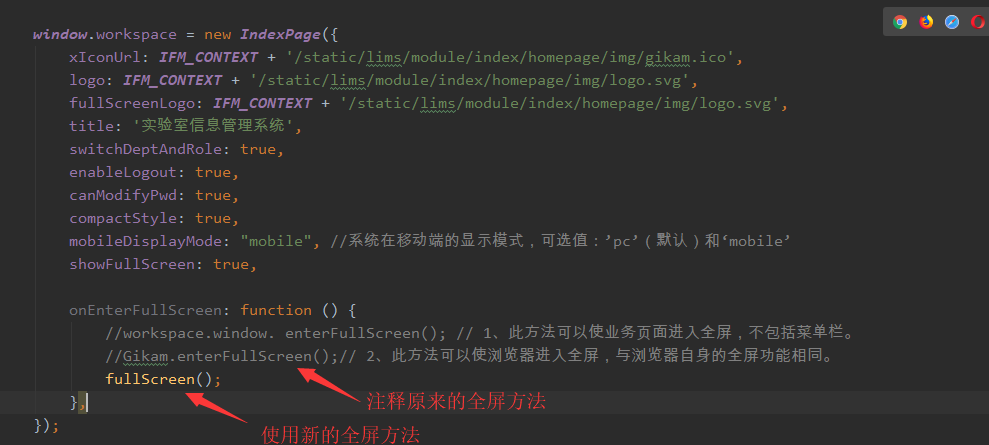 window.workspace = new IndexPage({
xIconUrl: IFM_CONTEXT + '/static/lims/module/index/homepage/img/gikam.ico',
logo: IFM_CONTEXT + '/static/lims/module/index/homepage/img/logo.svg',
fullScreenLogo: IFM_CONTEXT + '/static/lims/module/index/homepage/img/logo.svg',
title: '实验室信息管理系统',
switchDeptAndRole: true,
enableLogout: true,
canModifyPwd: true,
compactStyle: true,
mobileDisplayMode: "mobile", //系统在移动端的显示模式，可选值：’pc’（默认）和‘mobile’
showFullScreen: true,
onEnterFullScreen: function () {
//workspace.window. enterFullScreen(); // 1、此方法可以使业务页面进入全屏，不包括菜单栏。
//Gikam.enterFullScreen();// 2、此方法可以使浏览器进入全屏，与浏览器自身的全屏功能相同。
fullScreen();
},
注释原来的全屏方法
});
使用新的全屏方法